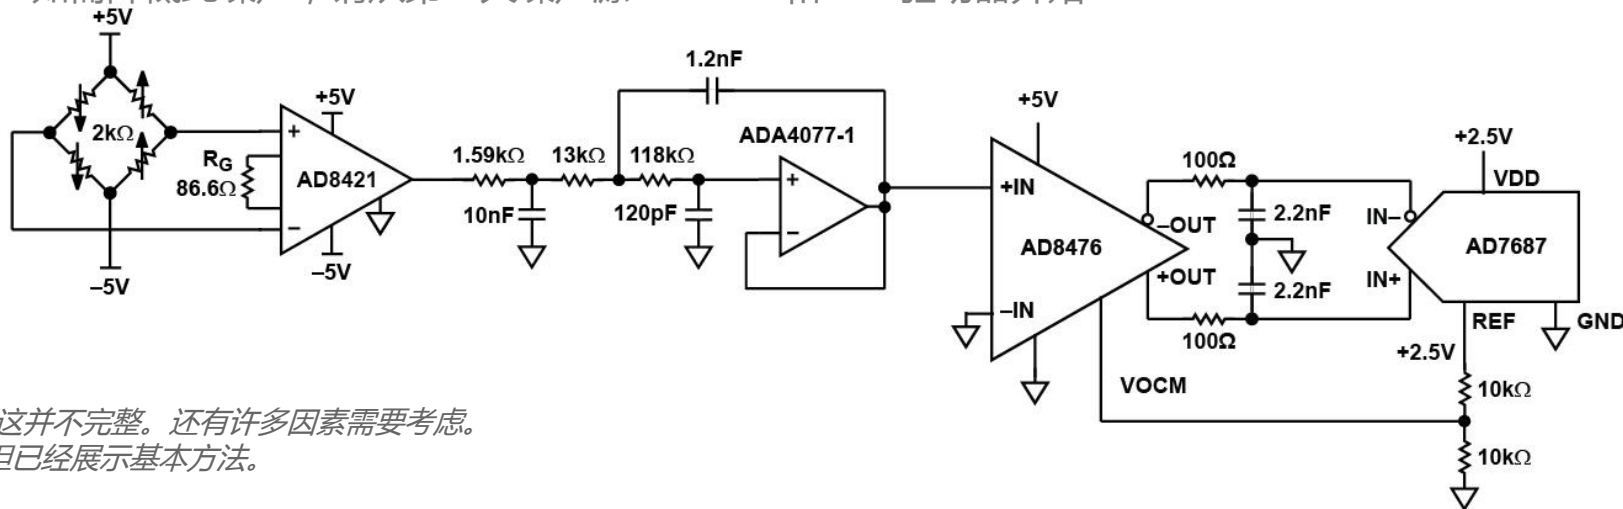 +5V
2kΩ
–5V
+5V
+
RG
86.6Ω
AD8421
–
–5V
1.59kΩ
10nF
13kΩ
118kΩ
120pF
1.2nF
ADA4077-1
+
–
+5V
+IN
AD8476
–IN
–OUT
+OUT
VOCM
100Ω
2.2nF
2.2nF
100Ω
+2.5V
VDD
IN–
AD7687
IN+
REF
GND
+2.5V
10kΩ
10kΩ
这并不完整。还有许多因素需要考虑。
已经展示基本方法。